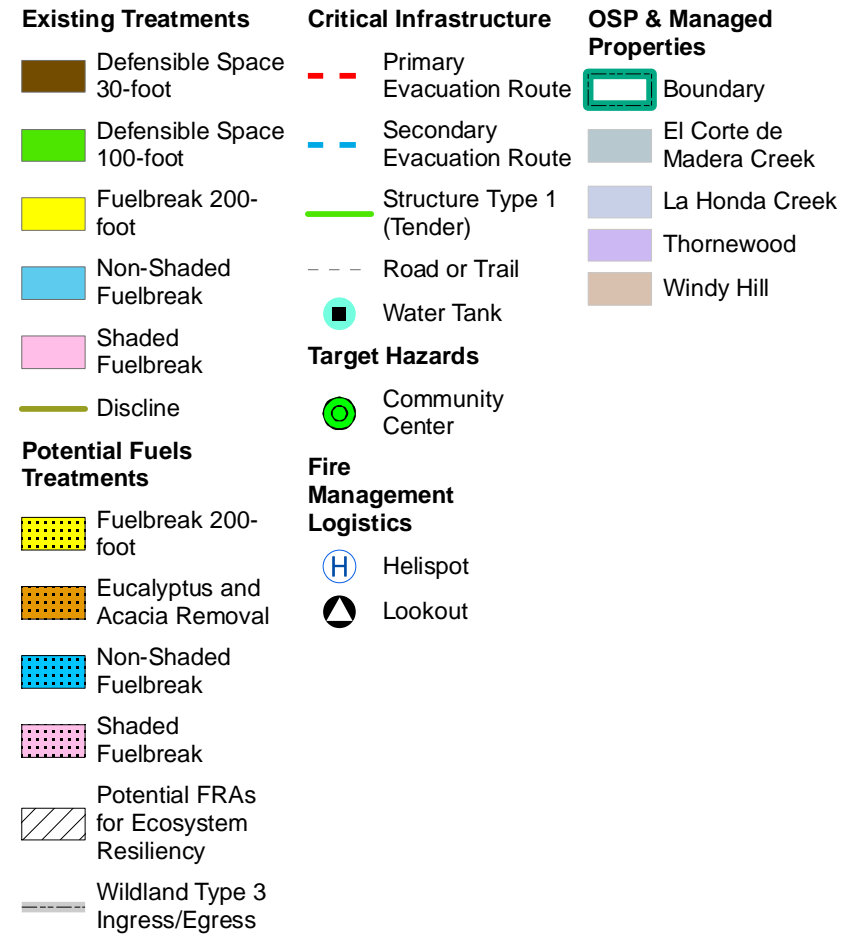 Existing Treatments
Defensible Space
30-foot
Defensible Space
100-foot
Fuelbreak 200-
foot
Non-Shaded
Fuelbreak
Shaded
Fuelbreak
Discline
Potential Fuels
Treatments
Fuelbreak 200-
foot
Eucalyptus and
Acacia Removal
Non-Shaded
Fuelbreak
Shaded
Fuelbreak
Potential FRAs
for Ecosystem
Resiliency
Wildland Type 3
Ingress/Egress
Critical Infrastructure
Primary
Evacuation Route
Secondary
Evacuation Route
Structure Type 1
(Tender)
Road or Trail
Water Tank
Target Hazards
Community
Center
Fire
Management
Logistics
H
Helispot
Lookout
OSP & Managed
Properties
Boundary
El Corte de
Madera Creek
La Honda Creek
Thornewood
Windy Hill